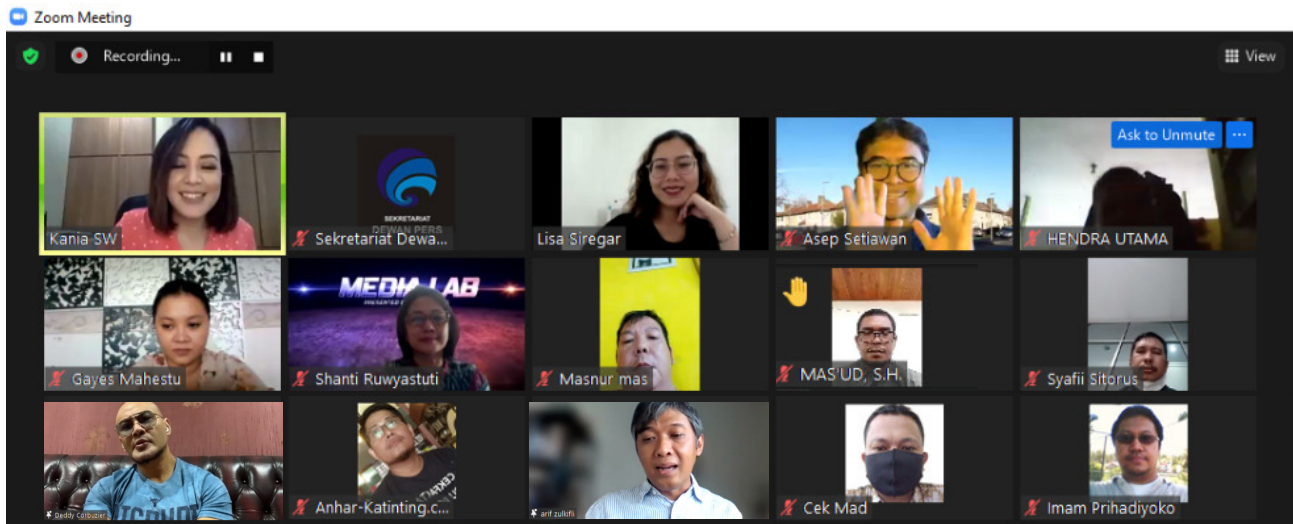 Zoom Meeting
Recording...
View
Ask to Unmute
...
Kania SW
SEKRETARIAT
DEWAN PERS
Sekretariat Dewa...
Lisa Siregar
Asep Setiawan
HENDRA UTAMA
Gayes Mahestu
MEDIA LAB
Shanti Ruwyastuti
Masnur mas
MAS'UD, S.H.
Syafii Sitorus
Deddy Corbuzier
Anhar-Katinting.c...
arif zulkifli
Cek Mad
Imam Prihadiyoko